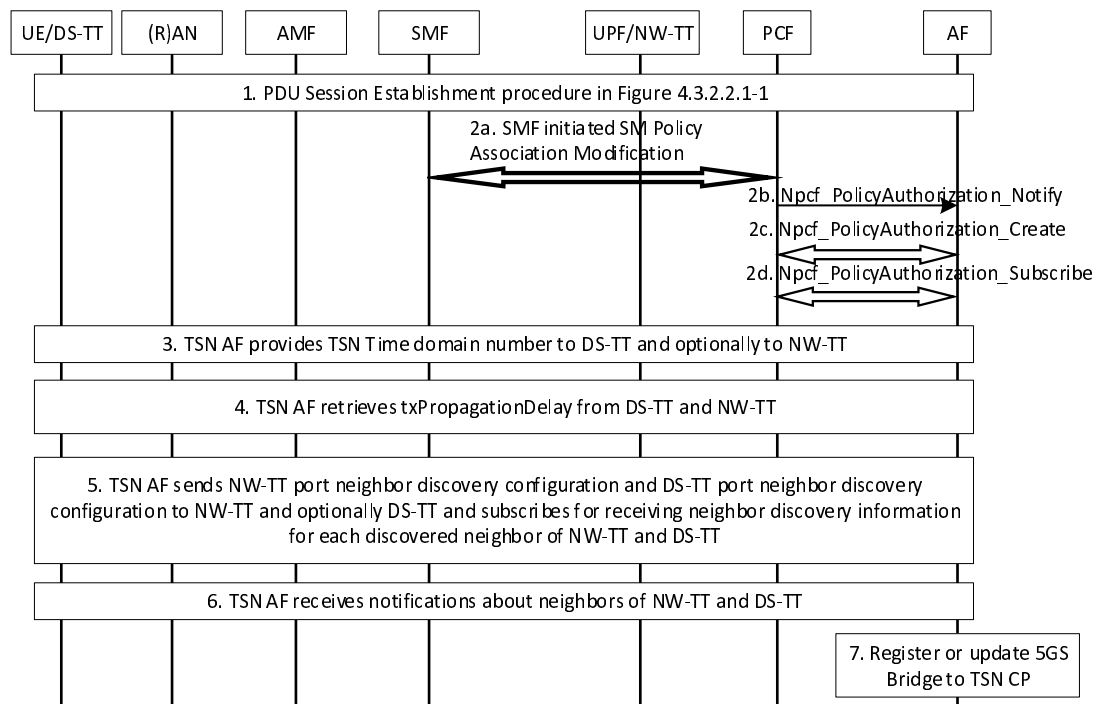 UE/DS-TT
(R)AN
AMF
SMF
UPF/NW-TT
PCF
AF
1. PDU Session Establishment procedure in Figure 4.3.2.2.1-1
2a. SMF initiated SM Policy
Association Modification
2b. Npcf_PolicyAuthorization_Notify
2c. Npcf_PolicyAuthorization_Create
2d. Npcf_PolicyAuthorization_Subscribe
3. TSN AF provides TSN Time domain number to DS-TT and optionally to NW-TT
4. TSN AF retrieves txPropagationDelay from DS-TT and NW-TT
5. TSN AF sends NW-TT port neighbor discovery configuration and DS-TT port neighbor discovery
configuration to NW-TT and optionally DS-TT and subscribes for receiving neighbor discovery information
for each discovered neighbor of NW-TT and DS-TT
6. TSN AF receives notifications about neighbors of NW-TT and DS-TT
7. Register or update 5GS
Bridge to TSN CP